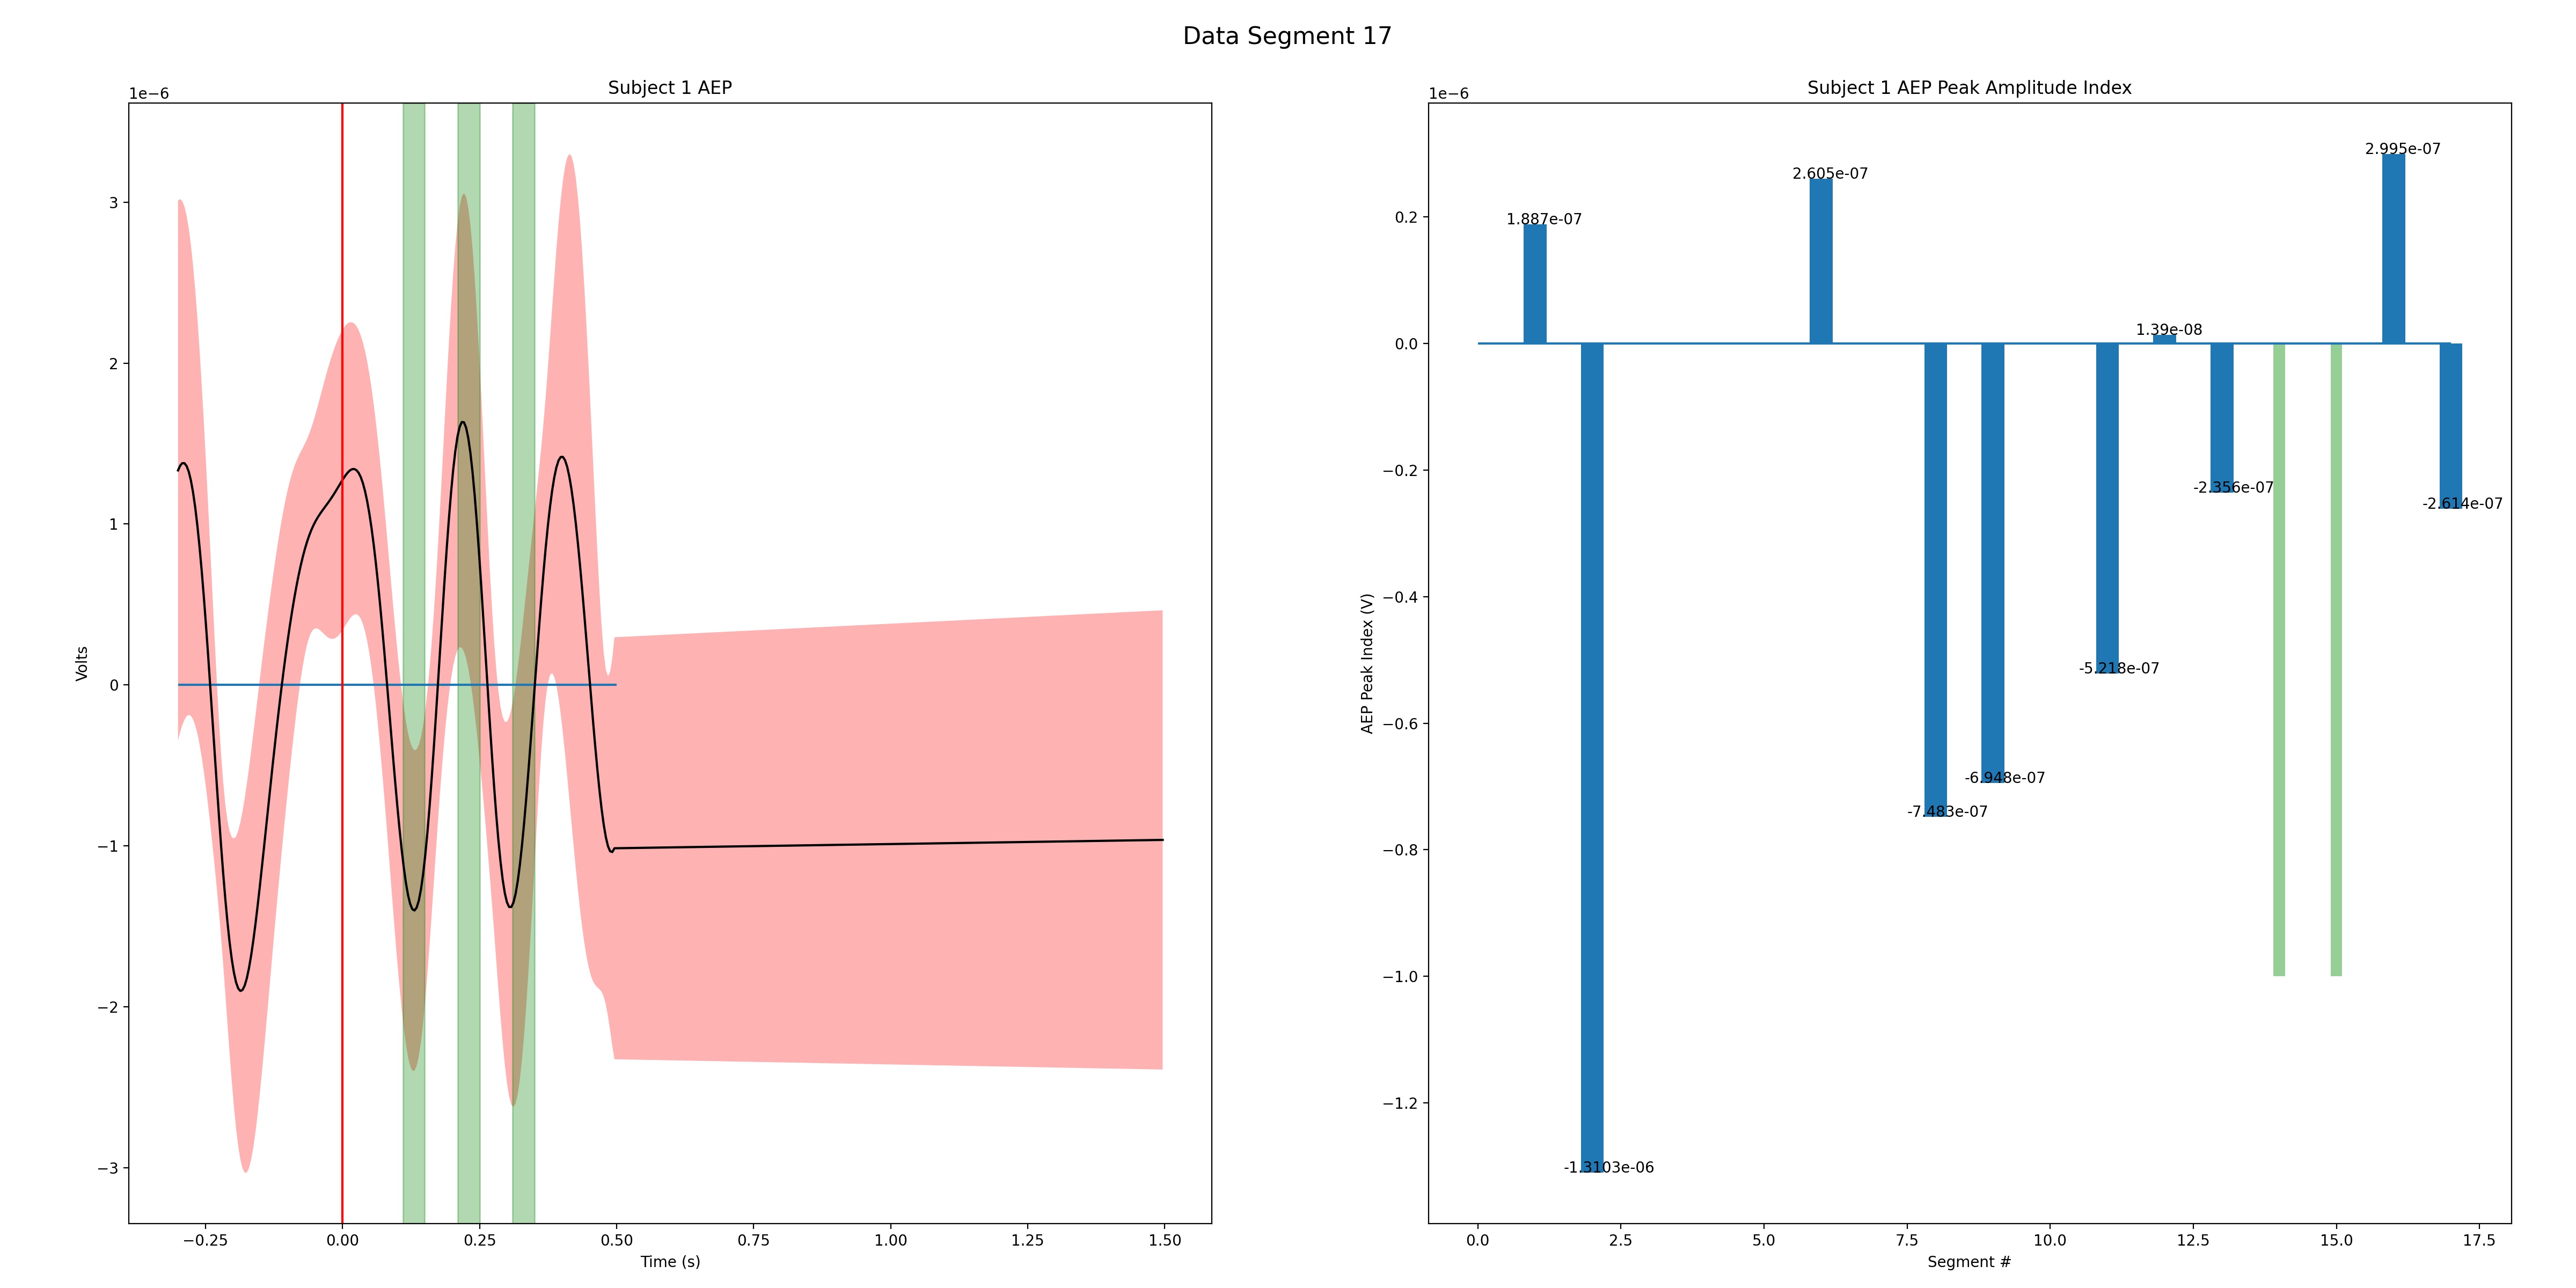 Data Segment 17
Subject 1 AEP
1e−6
3
2
1
0
−1
−2
−3
Volts
−0.25 0.00 0.25 0.50 0.75 1.00 1.25 1.50
Time (s)
Subject 1 AEP Peak Amplitude Index
1e−6
0.2
0.0
−0.2
−0.4
−0.6
−0.8
−1.0
−1.2
AEP Peak Index (V)
1.887e-07
-1.3103e-06
2.605e-07
-7.483e-07
-6.948e-07
-5.218e-07
1.39e-08
-2.356e-07
2.995e-07
-2.614e-07
0.0 2.5 5.0 7.5 10.0 12.5 15.0 17.5
Segment #